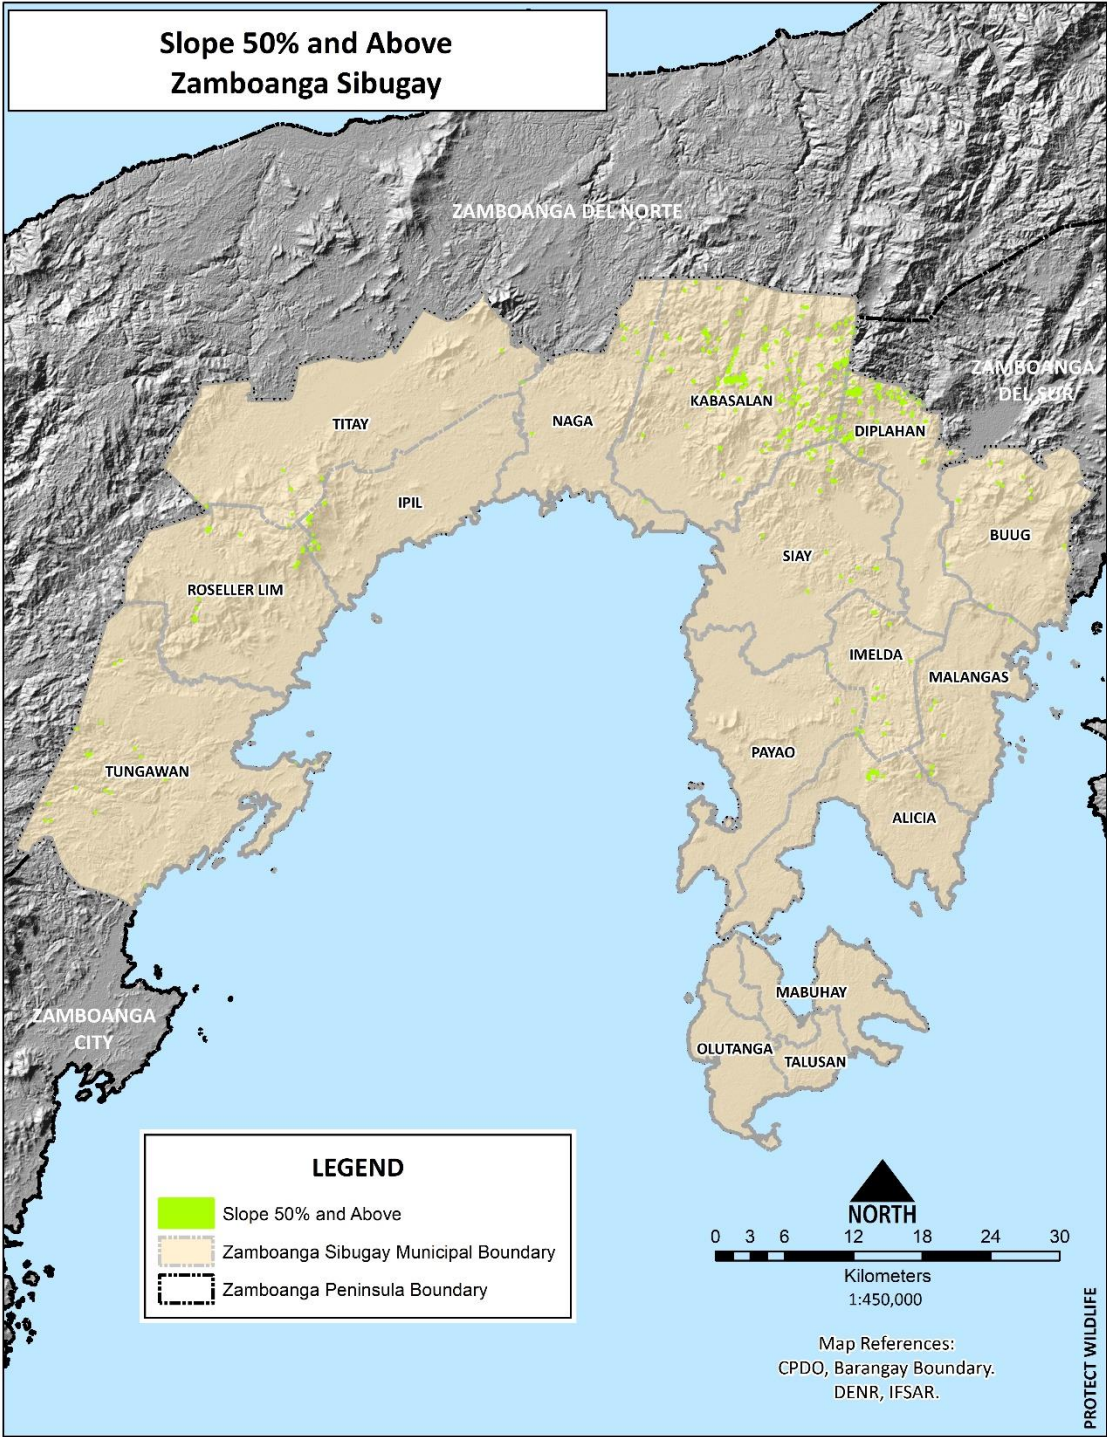 Slope 50% and Above
Zamboanga Sibugay
ZAMBOANGA DEL NORTE
ZAMBOANGA
DEL SUR
KABASALAN
TITAY
NAGA
DIPLAHAN
IPIL
BUUG
SIAY
ROSELLER LIM
IMELDA
MALANGAS
PAYAO
TUNGAWAN
ALICIA
MABUHAY
ZAMBOANGA
CITY
OLUTANGA
TALUSAN
LEGEND
Slope 50% and Above
Zamboanga Sibugay Municipal Boundary
Zamboanga Peninsula Boundary
NORTH
0 3 6 12 18 24 30
Kilometers
1:450,000
Map References:
CPDO, Barangay Boundary.
DENR, IFSAR.
PROTECT WILDLIFE